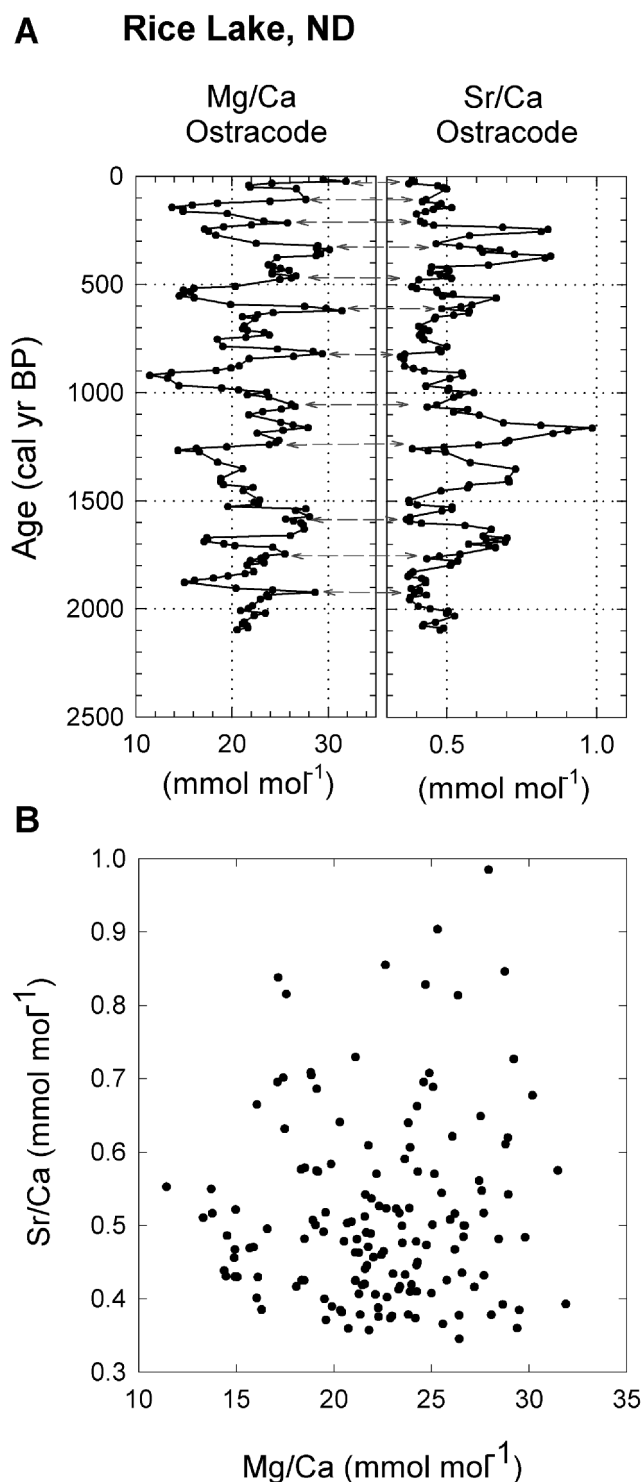 A Rice Lake, ND
Mg/Ca
Ostracode
Sr/Ca
Ostracode
Age (cal yr BP)
0
500
1000
1500
2000
2500
10 20 30
0.5 1.0
(mmol mol-1)
(mmol mol-1)
B
Sr/Ca (mmol mol-1)
1.0
0.9
0.8
0.7
0.6
0.5
0.4
0.3
10 15 20 25 30 35
Mg/Ca (mmol mol-1)